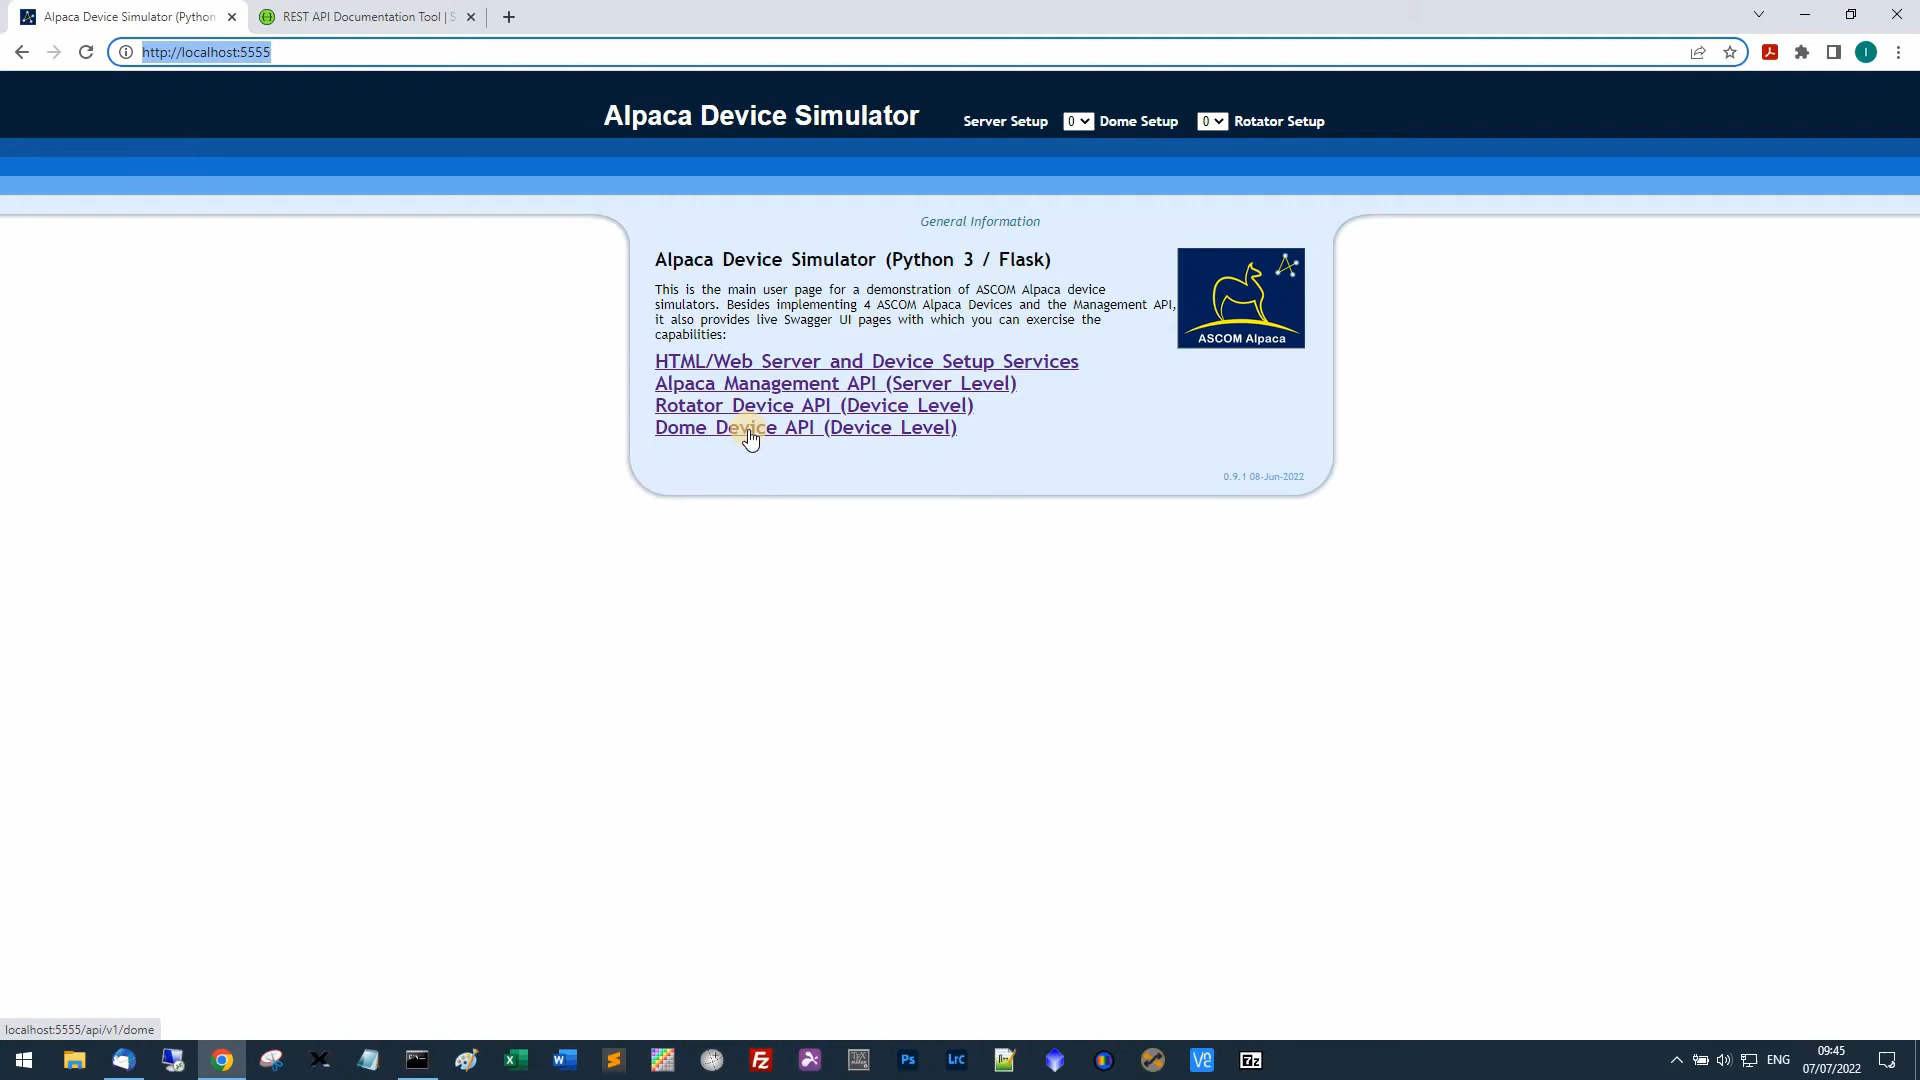 Alpaca Device Simulator (Python
REST API Documentation Tool | S
http://localhost:5555
Alpaca Device Simulator
Server Setup
0 Dome Setup
0 Rotator Setup
General Information
Alpaca Device Simulator (Python 3 / Flask)
This is the main user page for a demonstration of ASCOM Alpaca device
simulators. Besides implementing 4 ASCOM Alpaca Devices and the Management API,
it also provides live Swagger UI pages with which you can exercise the
capabilities:
ASCOM Alpaca
HTML/Web Server and Device Setup Services
Alpaca Management API (Server Level)
Rotator Device API (Device Level)
Dome Device API (Device Level)
0.9.1 08-Jun-2022
localhost:5555/api/v1/dome
Ps
Lrc
7z
ENG
09:45
07/07/2022